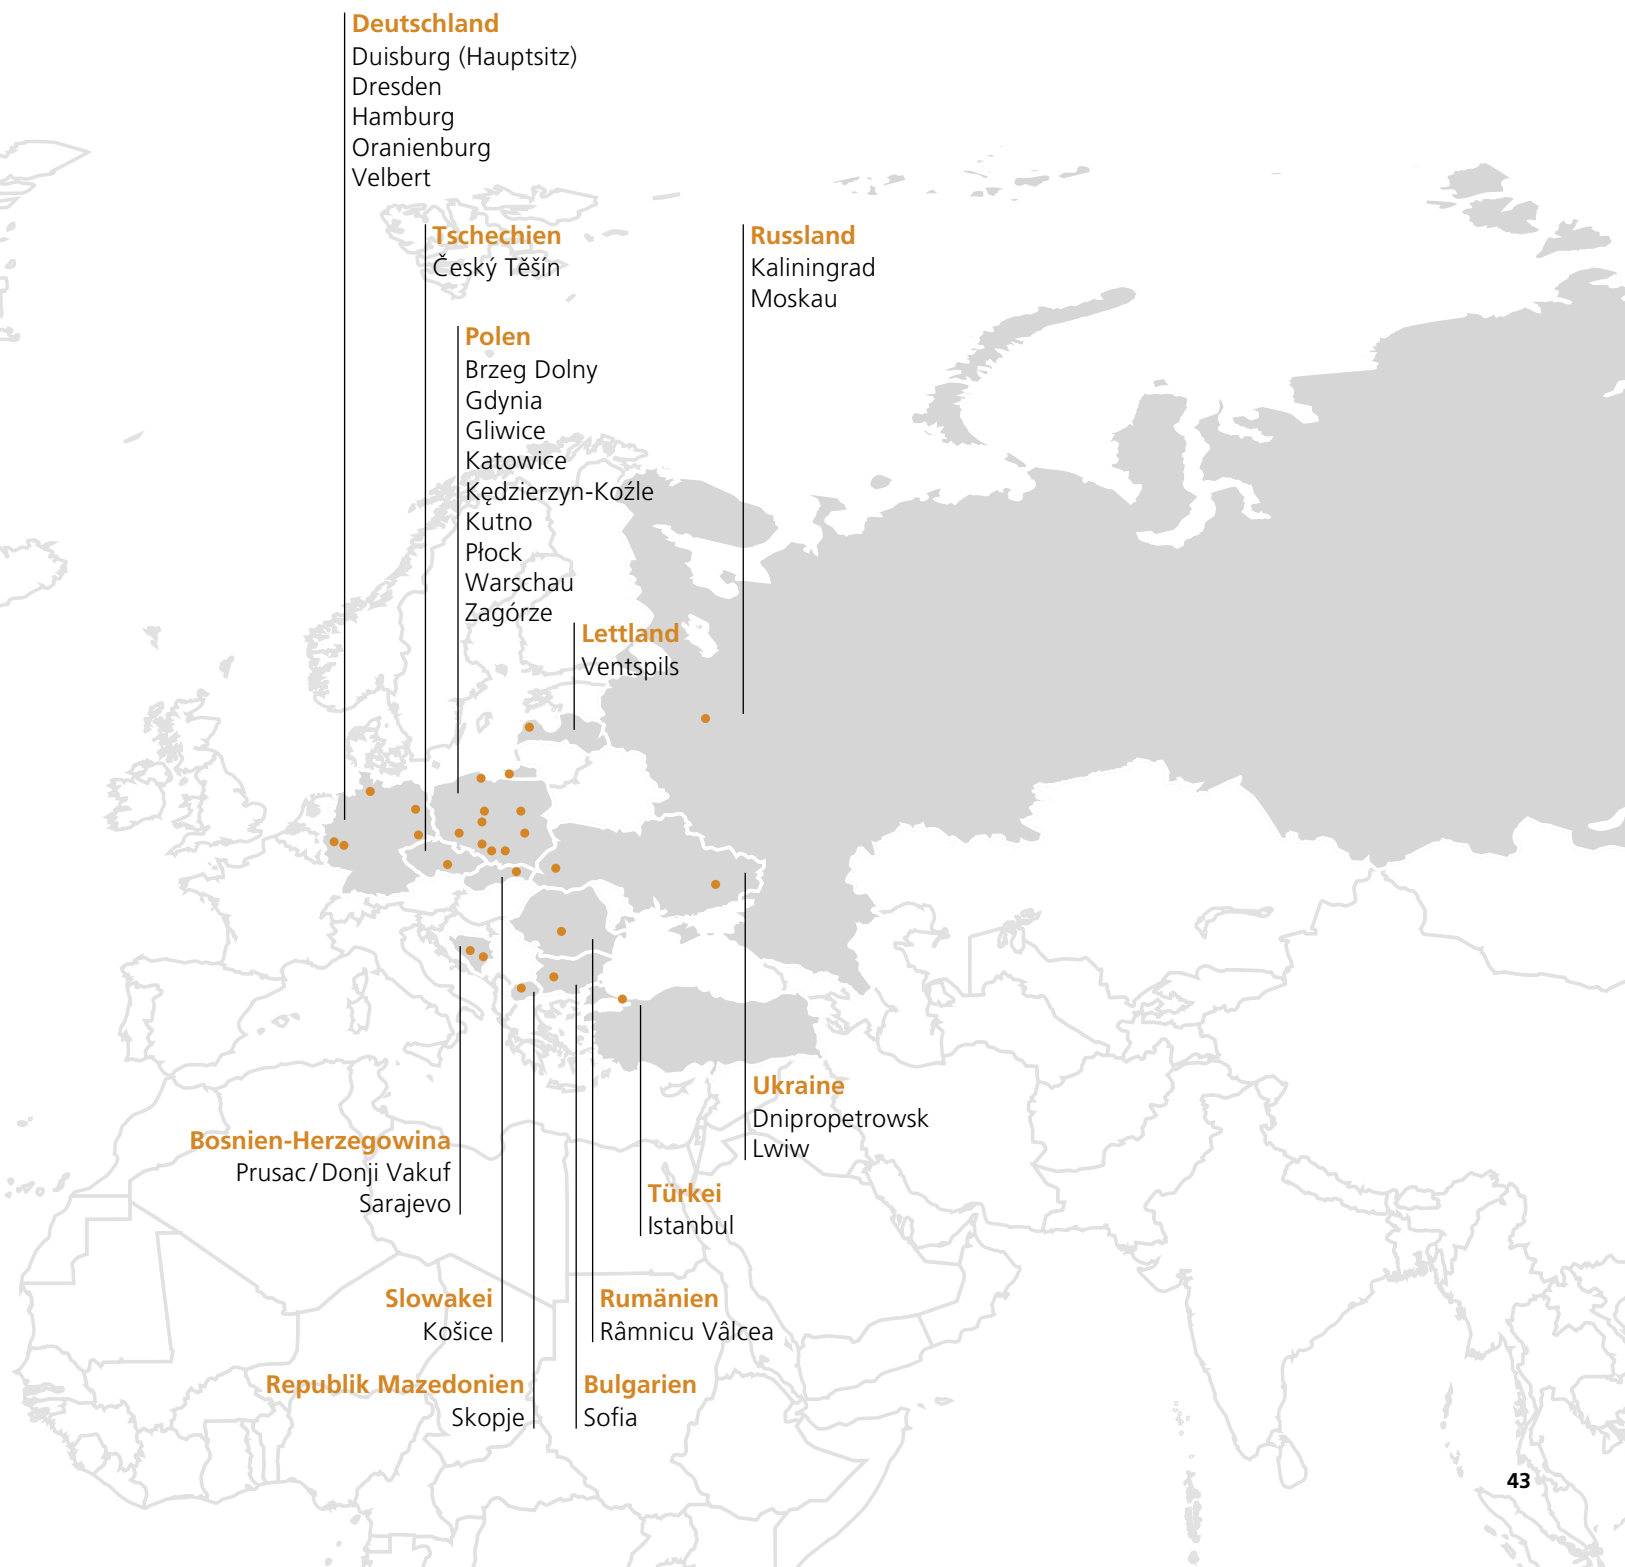 Deutschland
Duisburg (Hauptsitz)
Dresden
Hamburg
Oranienburg
Velbert
Tschechien
Český Těšín
Russland
Kaliningrad
Moskau
Polen
Brzeg Dolny
Gdynia
Gliwice
Katowice
Kędzierzyn-Koźle
Kutno
Płock
Warschau
Zagórze
Lettland
Ventspils
Ukraine
Dnipropetrowsk
Lwiw
Bosnien-Herzegowina
Prusac/Donji Vakuf
Sarajevo
Türkei
Istanbul
Slowakei
Košice
Rumänien
Râmnicu Vâlcea
Republik Mazedonien
Skopje
Bulgarien
Sofia
43